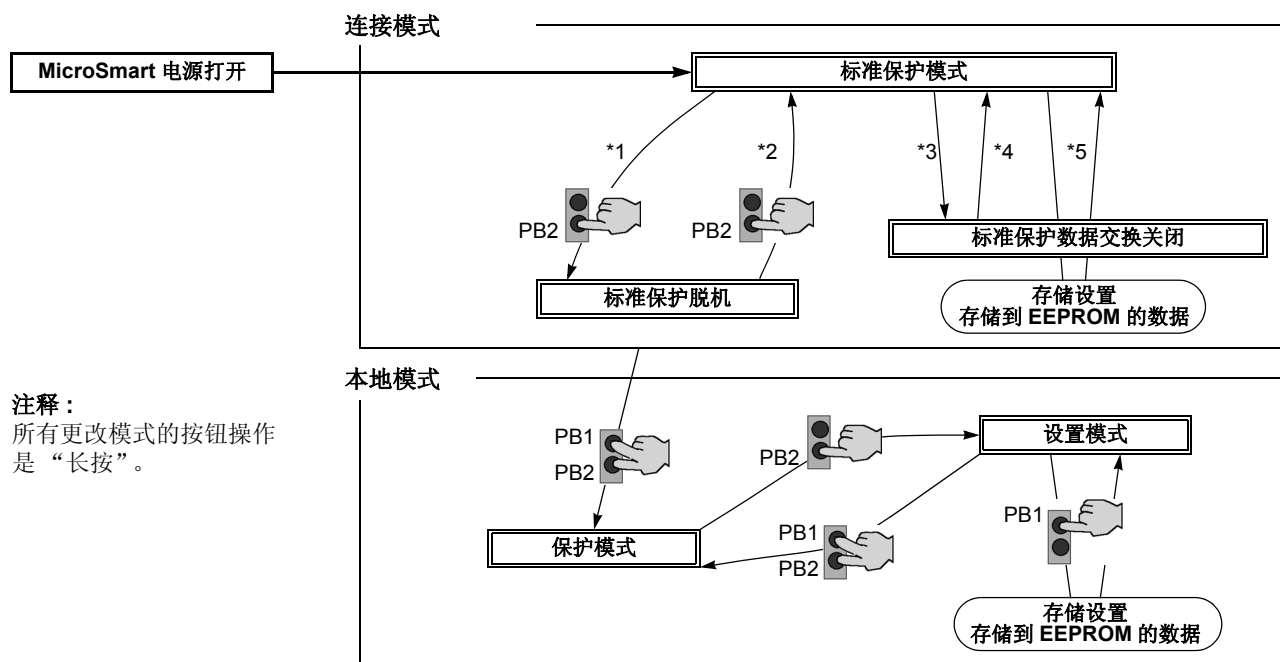 连接模式
MicroSmart 电源打开
标准保护模式
*1
*2
*3
*4
*5
PB2
PB2
标准保护数据交换关闭
标准保护脱机
存储设置
存储到 EEPROM 的数据
本地模式
注释 :
所有更改模式的按钮操作
是 “长按”。
PB1
PB2
PB2
设置模式
PB1
PB1
PB2
保护模式
存储设置
存储到 EEPROM 的数据